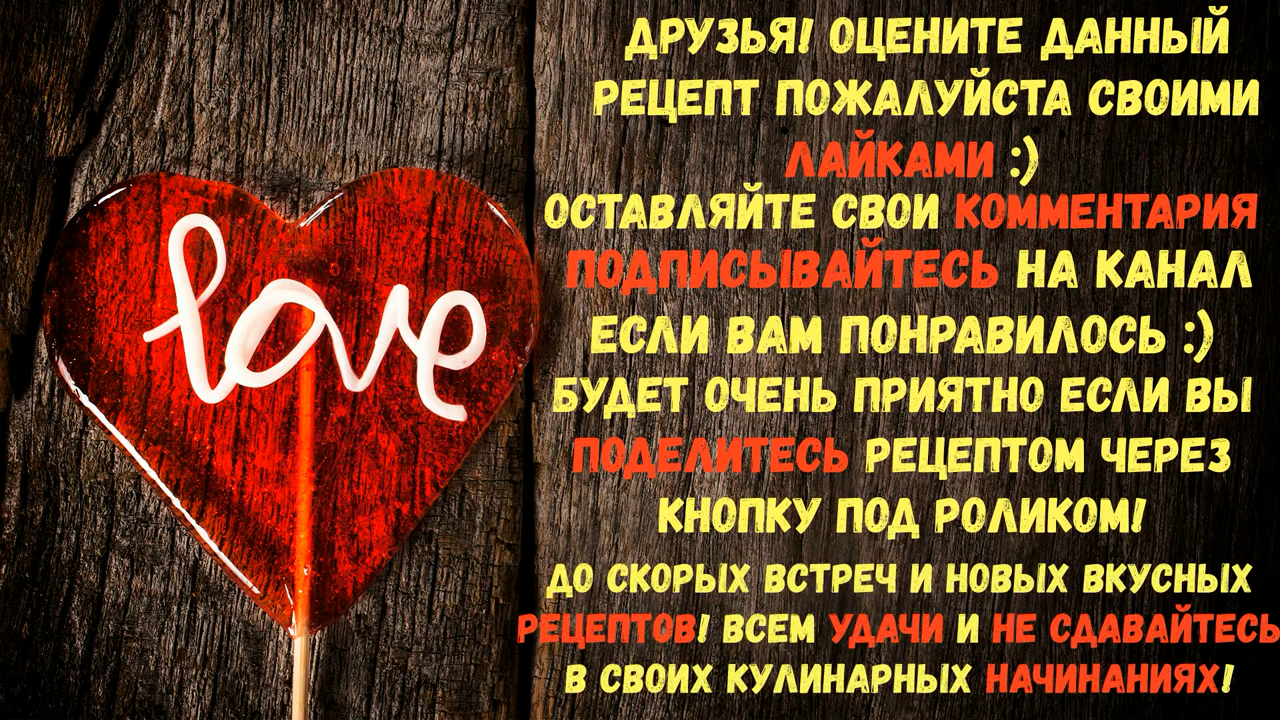 love
ДРУЗЬЯ! ОЦЕНИТЕ ДАННЫЙ
РЕЦЕПТ ПОЖАЛУЙСТА СВОИМИ
ЛАЙКАМИ :)
ОСТАВЛЯЙТЕ СВОИ КОММЕНТАРИЯ
ПОДПИСЫВАЙТЕСЬ НА КАНАЛ
ЕСЛИ ВАМ ПОНРАВИЛОСЬ :)
БУДЕТ ОЧЕНЬ ПРИЯТНО ЕСЛИ ВЫ
ПОДЕЛИТЕСЬ РЕЦЕПТОМ ЧЕРЕЗ
КНОПКУ ПОД РОЛИКОМ!
ДО СКОРЫХ ВСТРЕЧ И НОВЫХ ВКУСНЫХ
РЕЦЕПТОВ! ВСЕМ УДАЧИ И НЕ СДАВАЙТЕСЬ
В СВОИХ КУЛИНАРНЫХ НАЧИНАНИЯХ!